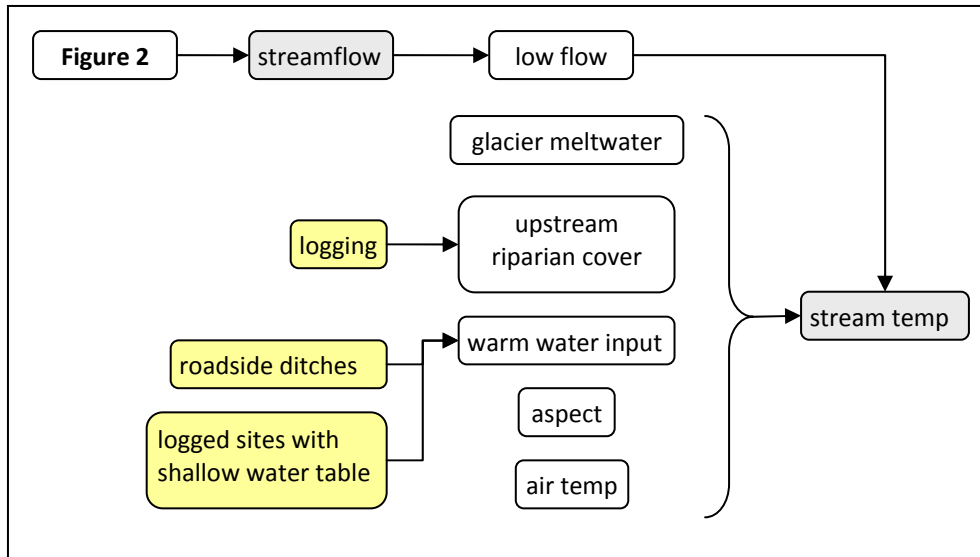 Figure 2
streamflow
low flow
glacier meltwater
logging
upstream
riparian cover
stream temp
warm water input
roadside ditches
aspect
logged sites with
shallow water table
air temp